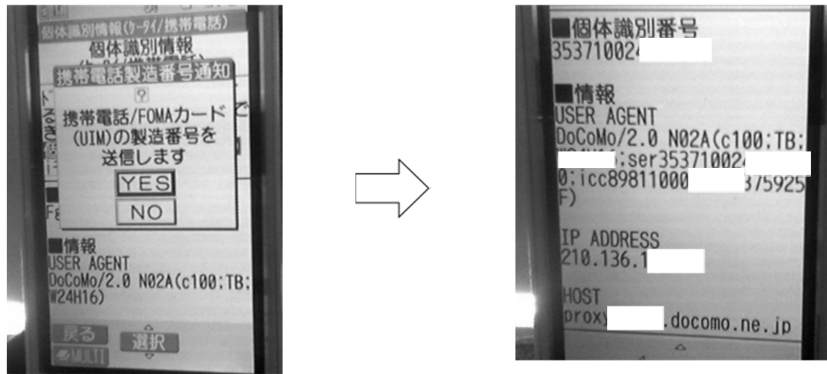 個体識別情報(ケータイ/携帯電話)
個体識別情報
携帯電話製造番号通知
?
携帯電話/FOMAカード
(UIM)の製造番号を
送信します
YES
NO
■情報
USER AGENT
DoCoMo/2.0 N02A(c100;TB;
W24H16)
戻る
選択
MULTI
■個体識別番号
353710024
■情報
USER AGENT
DoCoMo/2.0 N02A(c100;TB;
;ser353710024
0;icc89811000
375925
F)
IP ADDRESS
210.136.1
HOST
proxy
.docomo.ne.jp